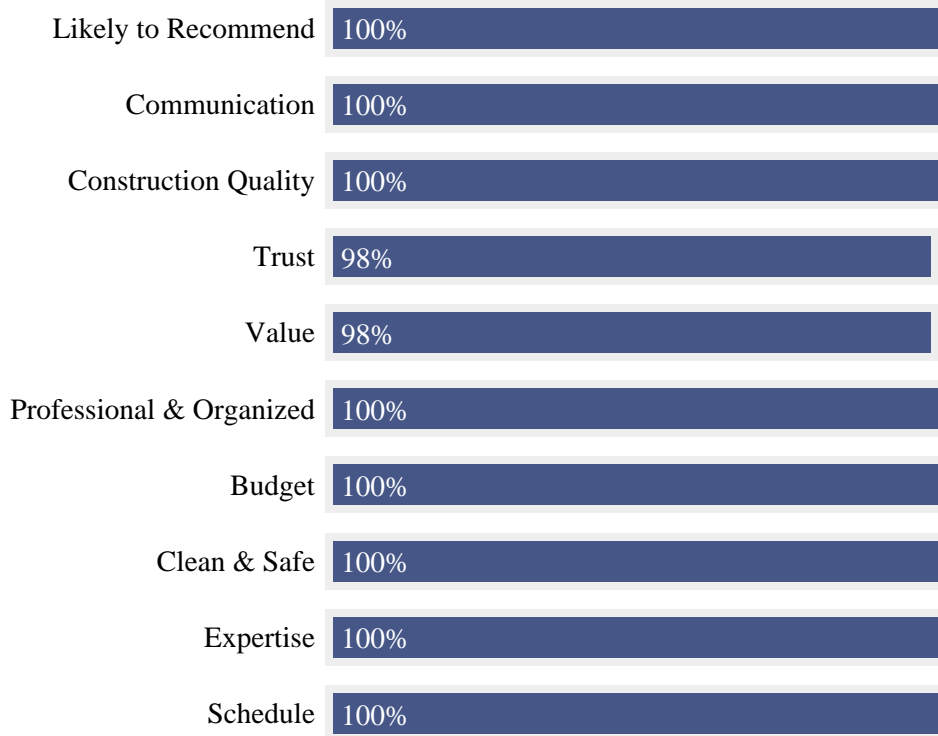 Likely to Recommend 100%
Communication 100%
Construction Quality 100%
Trust 98%
Value 98%
Professional & Organized 100%
Budget 100%
Clean & Safe 100%
Expertise 100%
Schedule 100%